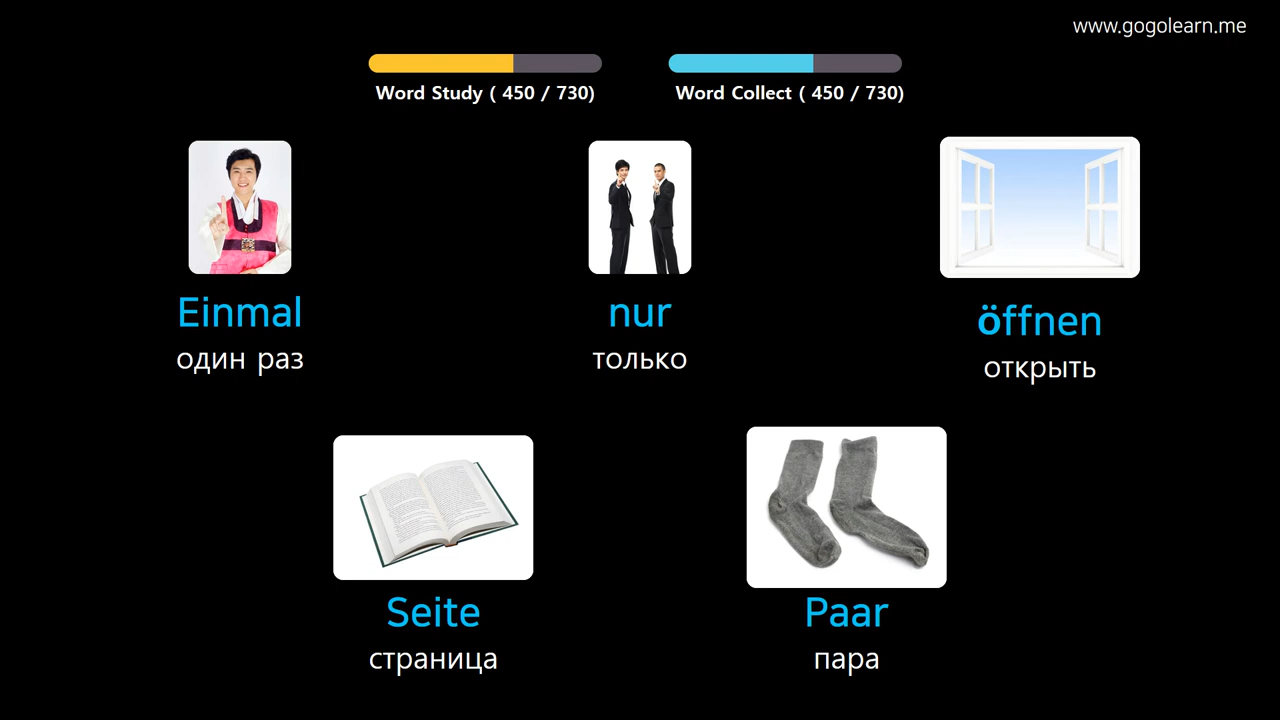 www.gogolearn.me
Word Study ( 450 / 730)
Word Collect ( 450 / 730)
Einmal
один раз
nur
только
öffnen
открыть
Seite
страница
Paar
пара